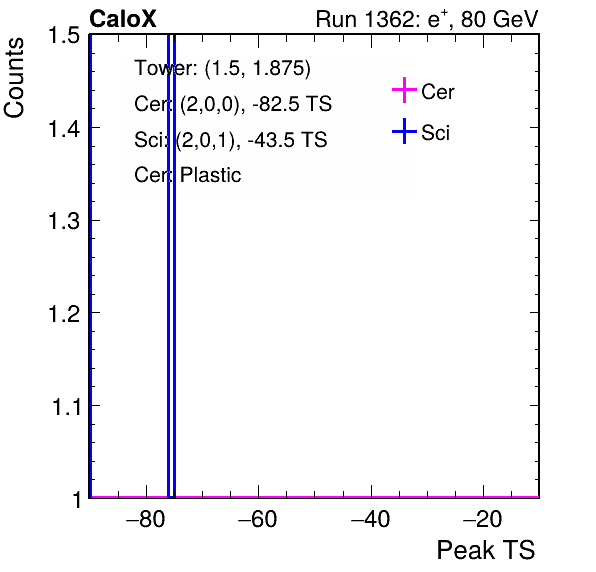 CaloX Run 1362: e⁺, 80 GeV
Counts
1.5
Tower: (1.5, 1.875)
Cer: (2,0,0), -82.5 TS
Sci: (2,0,1), -43.5 TS
Cer: Plastic
Cer
Sci
1.4
1.3
1.2
1.1
1
−80 −60 −40 −20
Peak TS